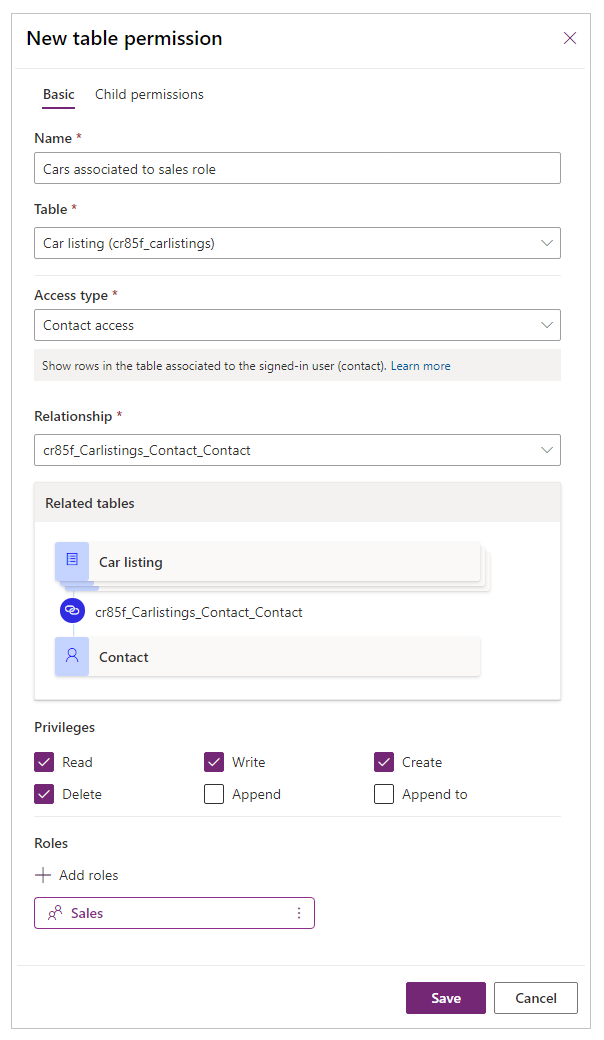 New table permission
Basic Child permissions
Name *
Cars associated to sales role
Table *
Car listing (cr85f_carlistings)
Access type *
Contact access
Show rows in the table associated to the signed-in user (contact). Learn more
Relationship *
cr85f_Carlistings_Contact_Contact
Related tables
Car listing
cr85f_Carlistings_Contact_Contact
Contact
Privileges
Read Write Create
Delete Append Append to
Roles
Add roles
Sales
Save Cancel